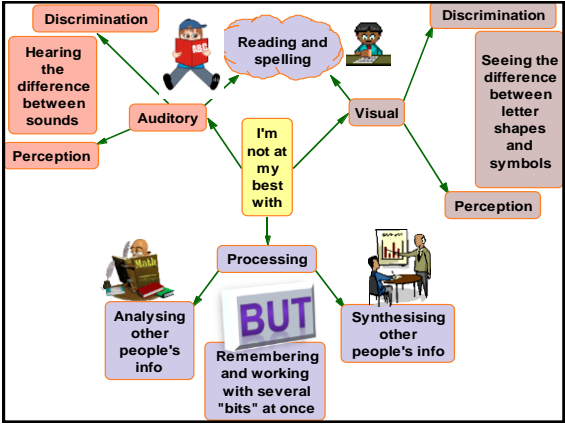 Discrimination
Hearing
the
difference
between
sounds
Auditory
Perception
ABC
Reading and
spelling
I'm
not at
my
best
with
Discrimination
Visual
Seeing the
difference
between
letter
shapes
and
symbols
Perception
Processing
Math
Analysing
other
people's
info
BUT
Remembering
and working
with several
"bits" at once
Synthesising
other
people's info